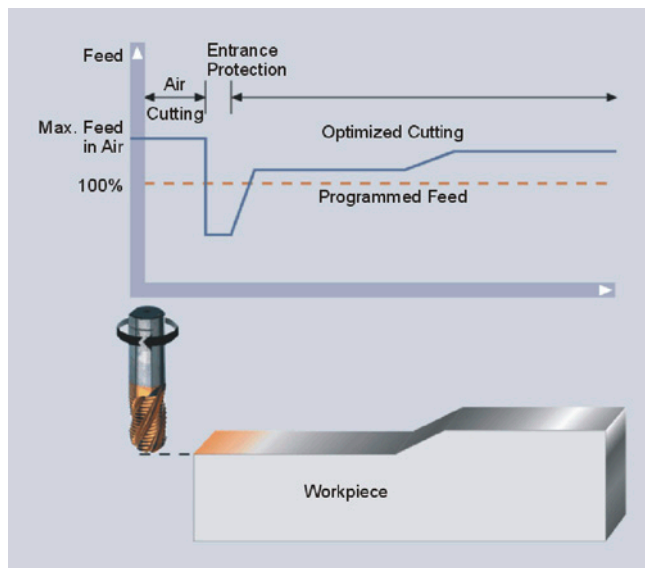 Feed
Entrance
Protection
Air
Cutting
Max. Feed
in Air
Optimized Cutting
100%
Programmed Feed
Workpiece